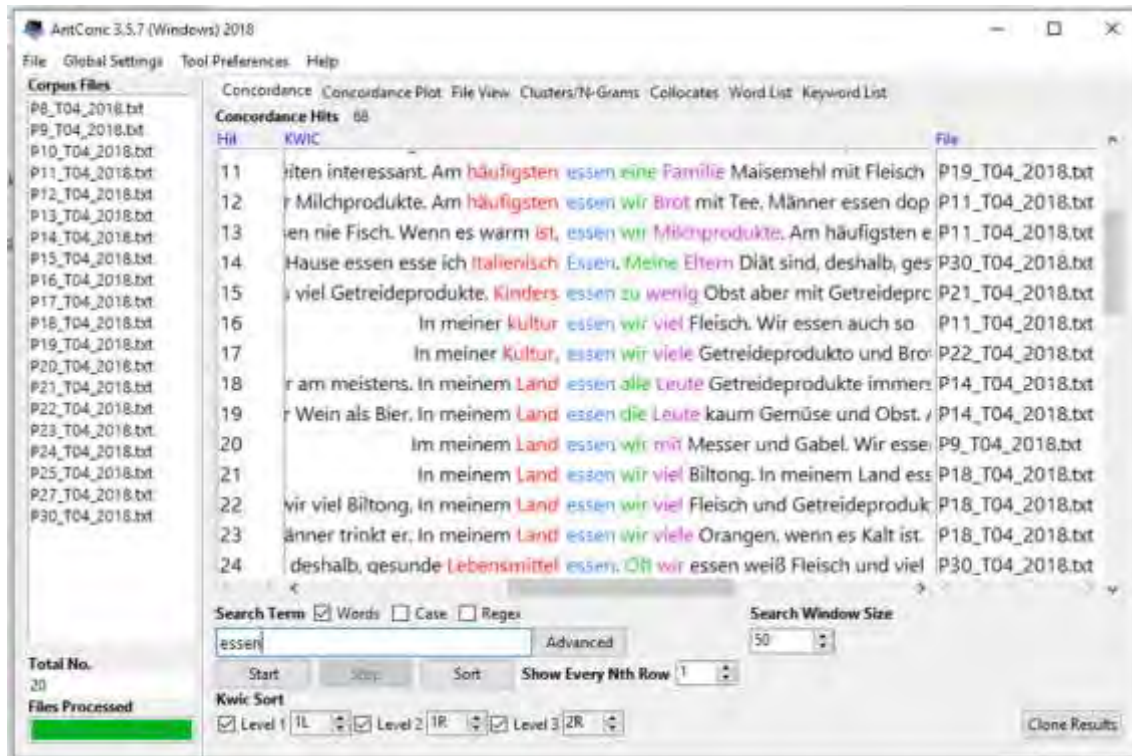 AntConc 3.5.7 (Windows) 2018
File Global Settings Tool Preferences Help
Corpus Files
P8_T04_2018.txt
P9_T04_2018.txt
P10_T04_2018.txt
P11_T04_2018.txt
P12_T04_2018.txt
P13_T04_2018.txt
P14_T04_2018.txt
P15_T04_2018.txt
P16_T04_2018.txt
P17_T04_2018.txt
P18_T04_2018.txt
P19_T04_2018.txt
P20_T04_2018.txt
P21_T04_2018.txt
P22_T04_2018.txt
P23_T04_2018.txt
P24_T04_2018.txt
P25_T04_2018.txt
P27_T04_2018.txt
P30_T04_2018.txt
Total No.
20
Files Processed
Concordance Concordance Plot File View Clusters/N-Grams Collocates Word List Keyword List
Concordance Hits 68
Hit KWIC File
11 eiten interessant. Am häufigsten essen eine Familie Maisemehl mit Fleisch P19_T04_2018.txt
12 r Milchprodukte. Am häufigsten essen wir Brot mit Tee. Männer essen dop P11_T04_2018.txt
13 sen nie Fisch. Wenn es warm ist, essen wir Milchprodukte. Am häufigsten e P11_T04_2018.txt
14 Hause essen esse ich Italienisch Essen. Meine Eltern Diät sind, deshalb, ges P30_T04_2018.txt
15 viel Getreideprodukte. Kinders essen zu wenig Obst aber mit Getreidepro P21_T04_2018.txt
16 In meiner kultur essen wir viel Fleisch. Wir essen auch so P11_T04_2018.txt
17 In meiner Kultur, essen wir viele Getreideprodukto und Bro P22_T04_2018.txt
18 r am meistens. In meinem Land essen alle Leute Getreideprodukte immer P14_T04_2018.txt
19 r Wein als Bier. In meinem Land essen die Leute kaum Gemüse und Obst. P14_T04_2018.txt
20 Im meinem Land essen wir mit Messer und Gabel. Wir esse P9_T04_2018.txt
21 In meinem Land essen wir viel Biltong. In meinem Land ess P18_T04_2018.txt
22 wir viel Biltong. In meinem Land essen wir viel Fleisch und Getreideproduk P18_T04_2018.txt
23 änner trinkt er. In meinem Land essen wir viele Orangen, wenn es Kalt ist. P18_T04_2018.txt
24 deshalb, gesunde Lebensmittel essen. Oft wir essen weiß Fleisch und viel P30_T04_2018.txt
Search Term Words Case Regex Search Window Size
essen Advanced 50
Start Stop Sort Show Every Nth Row 1
Kwic Sort
Level 1 1L Level 2 1R Level 3 2R Clone Results